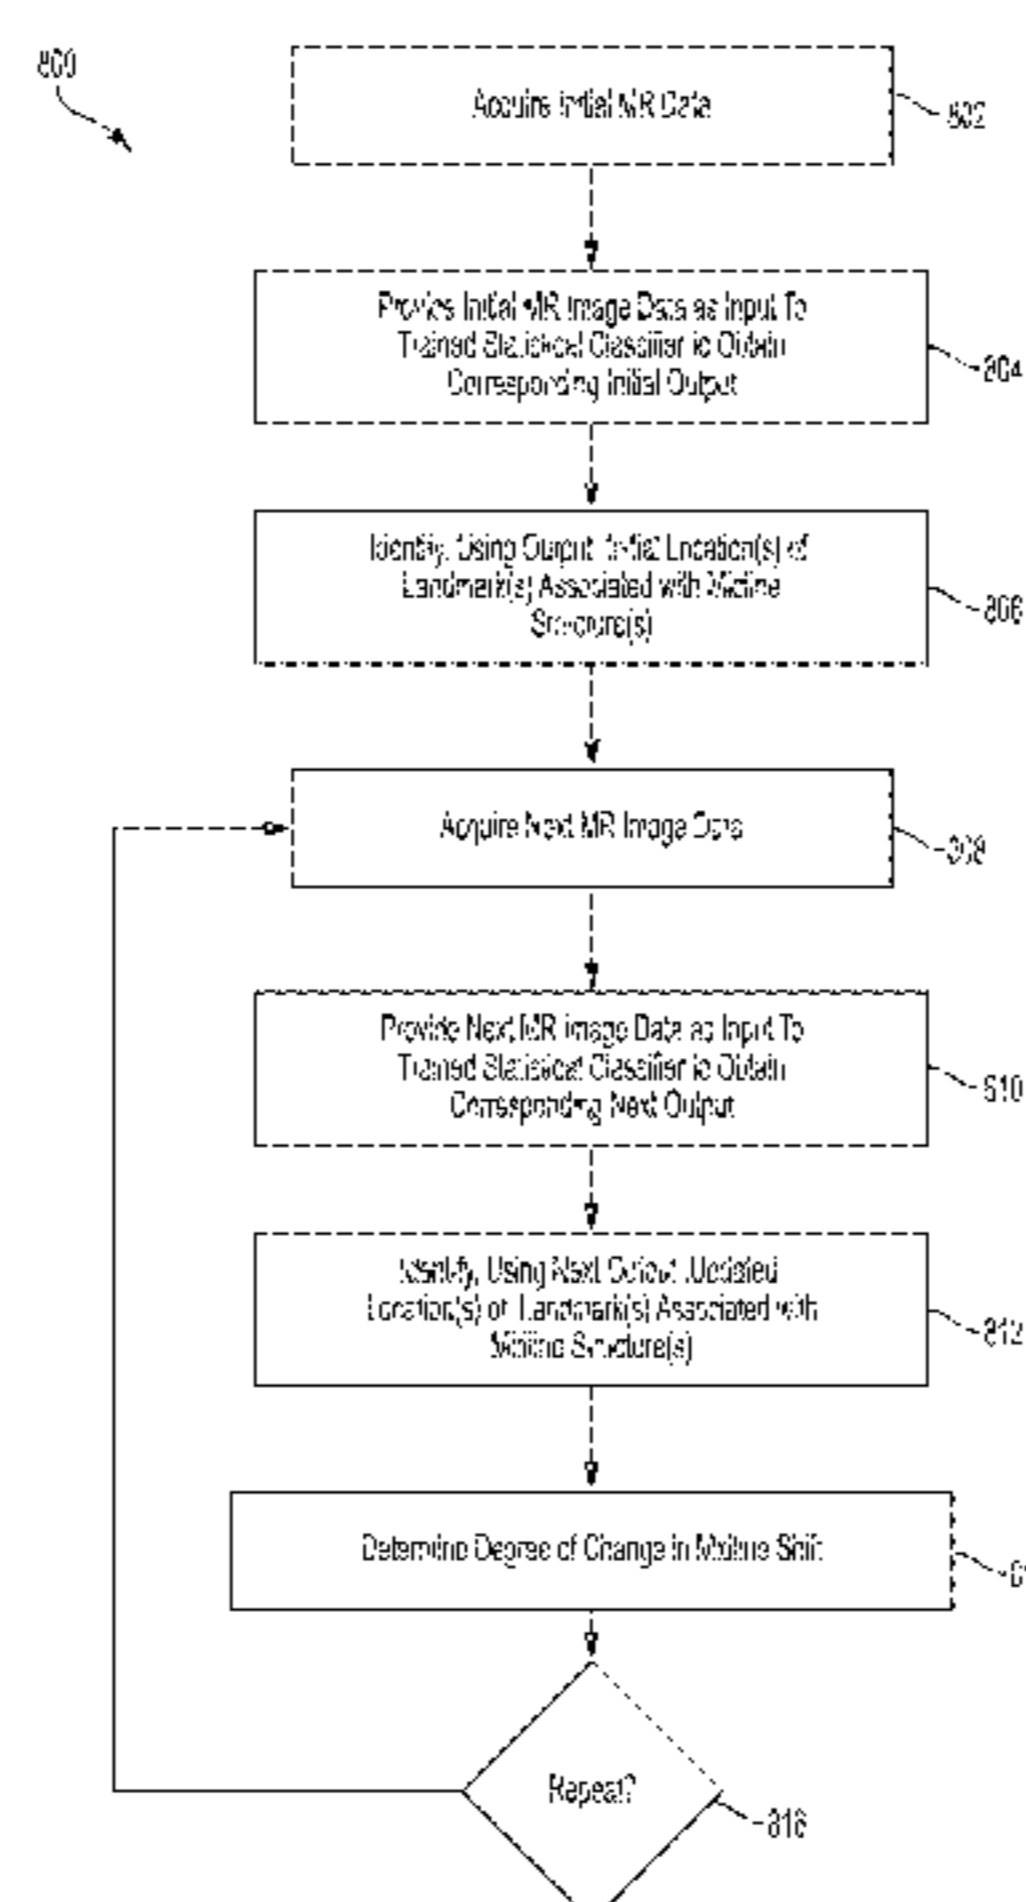 800
Acquire Initial MR Data
802
Provide Initial MR Image Data as Input To
Trained Statistical Classifier to Obtain
Corresponding Initial Output
804
Identify, Using Output, Initial Location(s) of
Landmark(s) Associated with Midline
Structure(s)
806
Acquire Next MR Image Data
808
Provide Next MR Image Data as Input To
Trained Statistical Classifier to Obtain
Corresponding Next Output
810
Identify, Using Next Output, Updated
Location(s) of Landmark(s) Associated with
Midline Structure(s)
812
Determine Degree of Change in Midline Shift
Repeat?
816